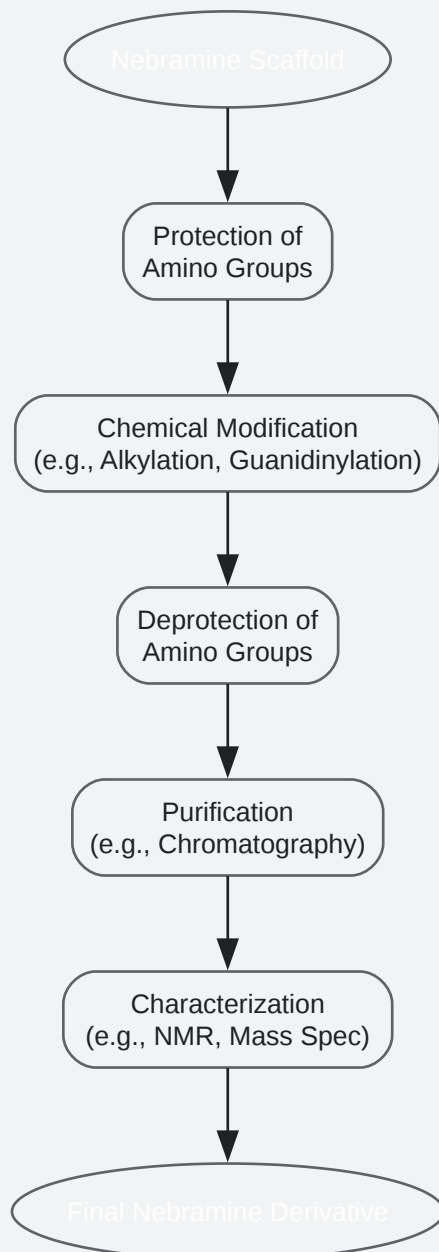 Nebramine Scaffold
Protection of
Amino Groups
Chemical Modification
(e.g., Alkylation, Guanidinylation)
Deprotection of
Amino Groups
Purification
(e.g., Chromatography)
Characterization
(e.g., NMR, Mass Spec)
Final Nebramine Derivative